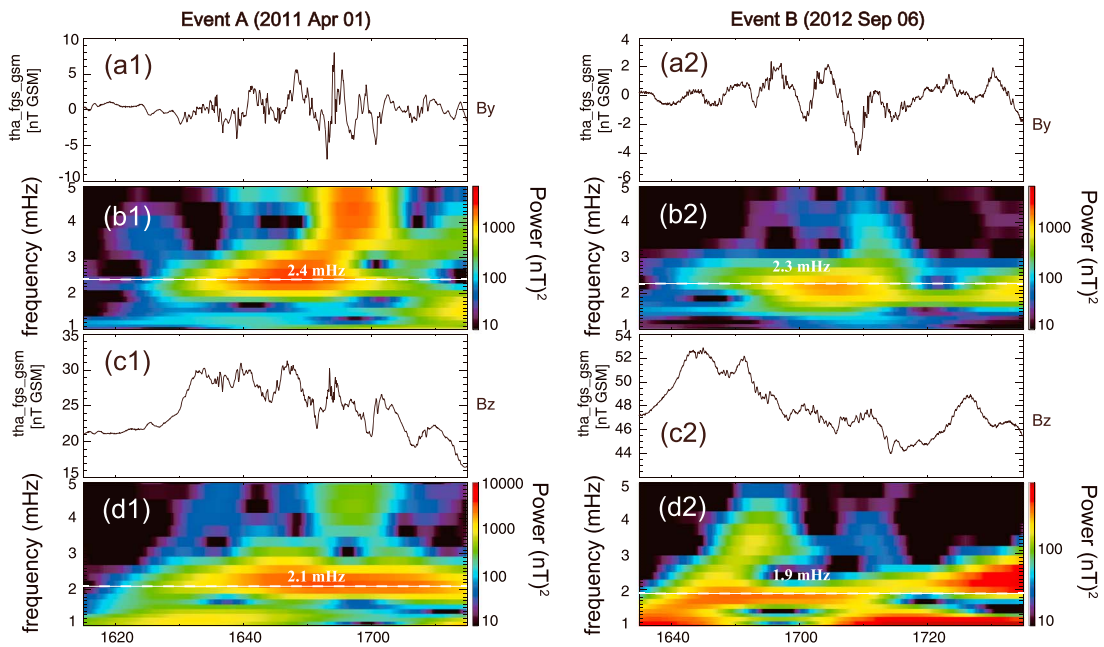 Event A (2011 Apr 01)
Event B (2012 Sep 06)
(a1)
tha_fgs_gsm
[nT GSM]
10
5
0
-5
-10
By
(a2)
tha_fgs_gsm
[nT GSM]
4
2
0
-2
-4
-6
By
(b1)
frequency (mHz)
5
4
3
2
1
2.4 mHz
1000
100
10
Power (nT)2
(b2)
frequency (mHz)
5
4
3
2
1
2.3 mHz
1000
100
10
Power (nT)2
(c1)
tha_fgs_gsm
[nT GSM]
35
30
25
20
15
Bz
(c2)
tha_fgs_gsm
[nT GSM]
54
52
50
48
46
44
Bz
(d1)
frequency (mHz)
5
4
3
2
1
2.1 mHz
10000
1000
100
10
Power (nT)2
1620
1640
1700
(d2)
frequency (mHz)
5
4
3
2
1
1.9 mHz
100
10
Power (nT)2
1640
1700
1720